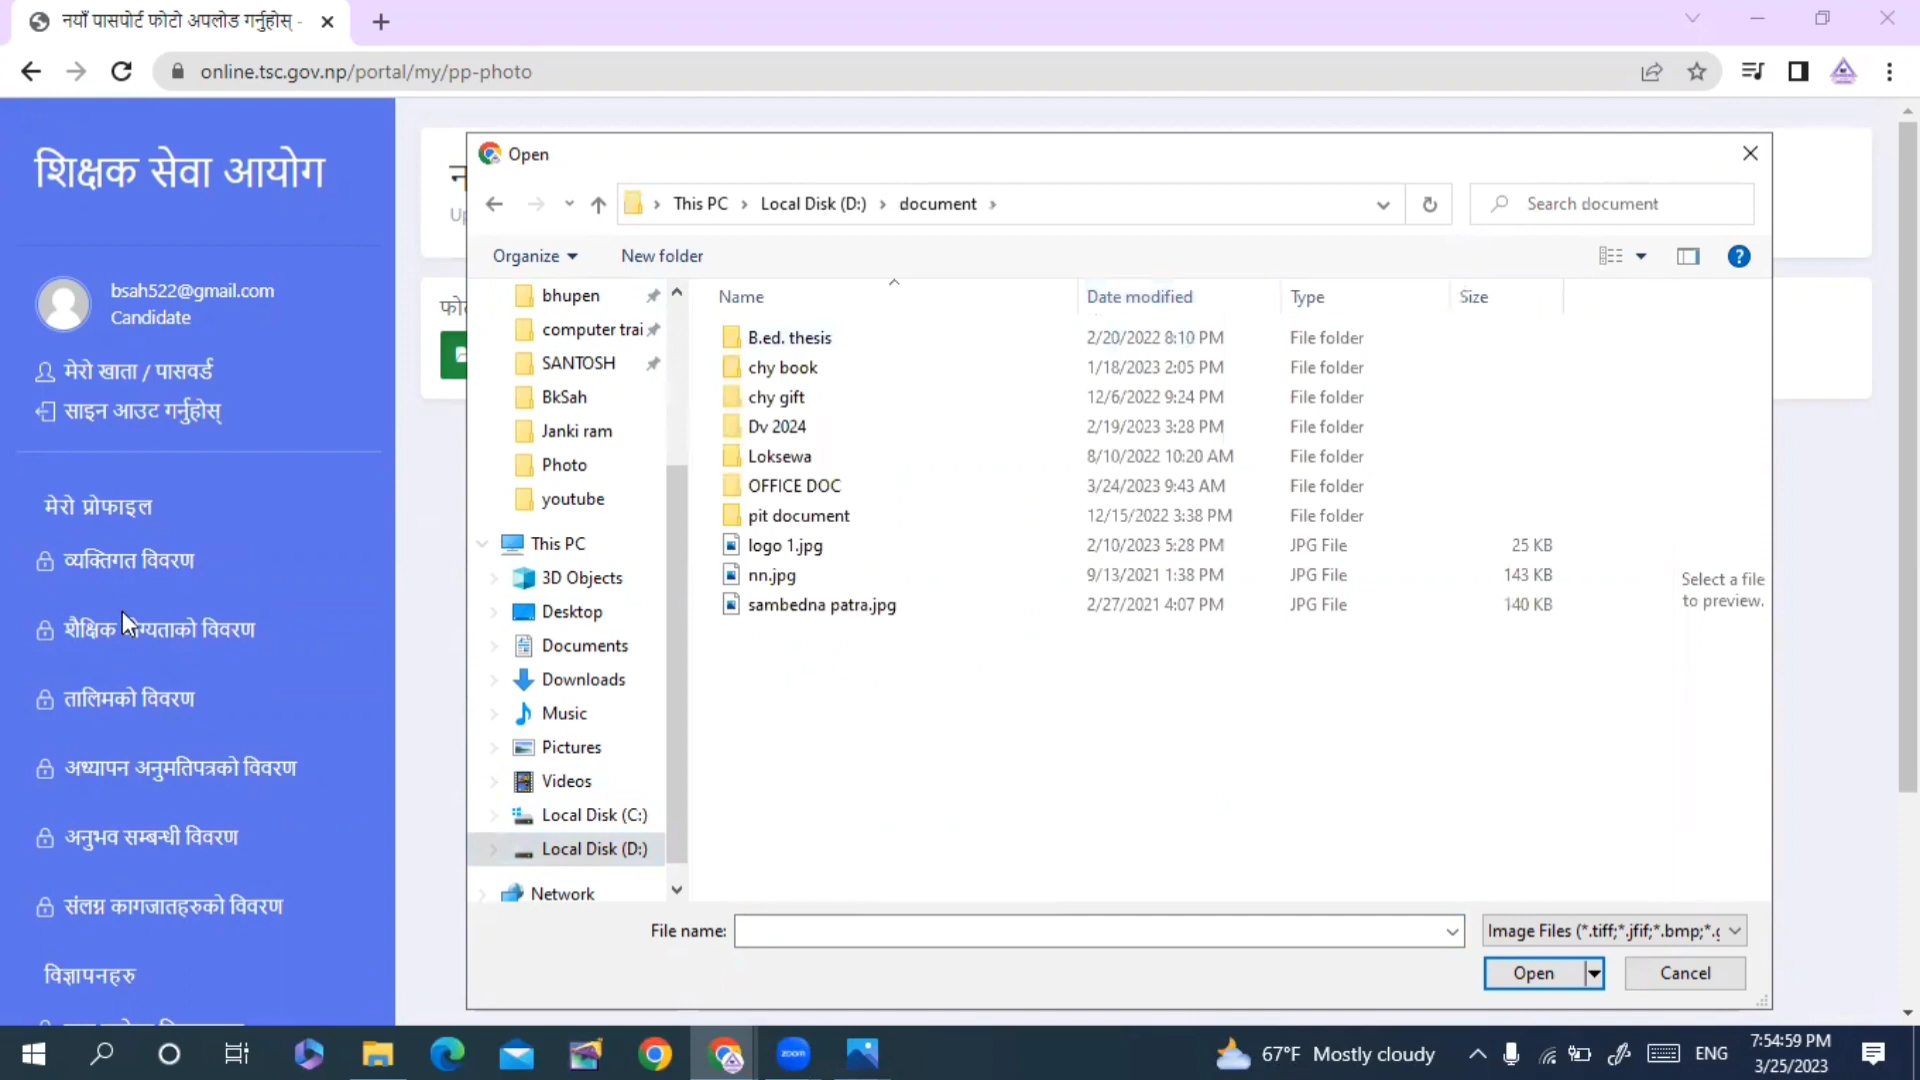 नयाँ पासपोर्ट फोटो अपलोड गर्नुहोस् -
online.tsc.gov.np/portal/my/pp-photo
शिक्षक सेवा आयोग
bsah522@gmail.com
Candidate
मेरो खाता / पासवर्ड
साइन आउट गर्नुहोस्
मेरो प्रोफाइल
व्यक्तिगत विवरण
शैक्षिक विवरण
तालिमको विवरण
अध्यापन अनुमतिपत्रको विवरण
अनुभव सम्बन्धी विवरण
संलग्न कागजातहरुको विवरण
विज्ञापनहरु
Open
This PC › Local Disk (D:) › document ›
Search document
Organize
New folder
Name Date modified Type Size
bhupen
computer trai
SANTOSH
BkSah
Janki ram
Photo
youtube
This PC
3D Objects
Desktop
Documents
Downloads
Music
Pictures
Videos
Local Disk (C:)
Local Disk (D:)
Network
B.ed. thesis 2/20/2022 8:10 PM File folder
chy book 1/18/2023 2:05 PM File folder
chy gift 12/6/2022 9:24 PM File folder
Dv 2024 2/19/2023 3:28 PM File folder
Loksewa 8/10/2022 10:20 AM File folder
OFFICE DOC 3/24/2023 9:43 AM File folder
pit document 12/15/2022 3:38 PM File folder
logo 1.jpg 2/10/2023 5:28 PM JPG File 25 KB
nn.jpg 9/13/2021 1:38 PM JPG File 143 KB
sambedna patra.jpg 2/27/2021 4:07 PM JPG File 140 KB
Select a file
to preview.
File name:
Image Files (*.tiff;*.jfif;*.bmp;*.g
Open
Cancel
zoom
67°F Mostly cloudy
ENG
7:54:59 PM
3/25/2023